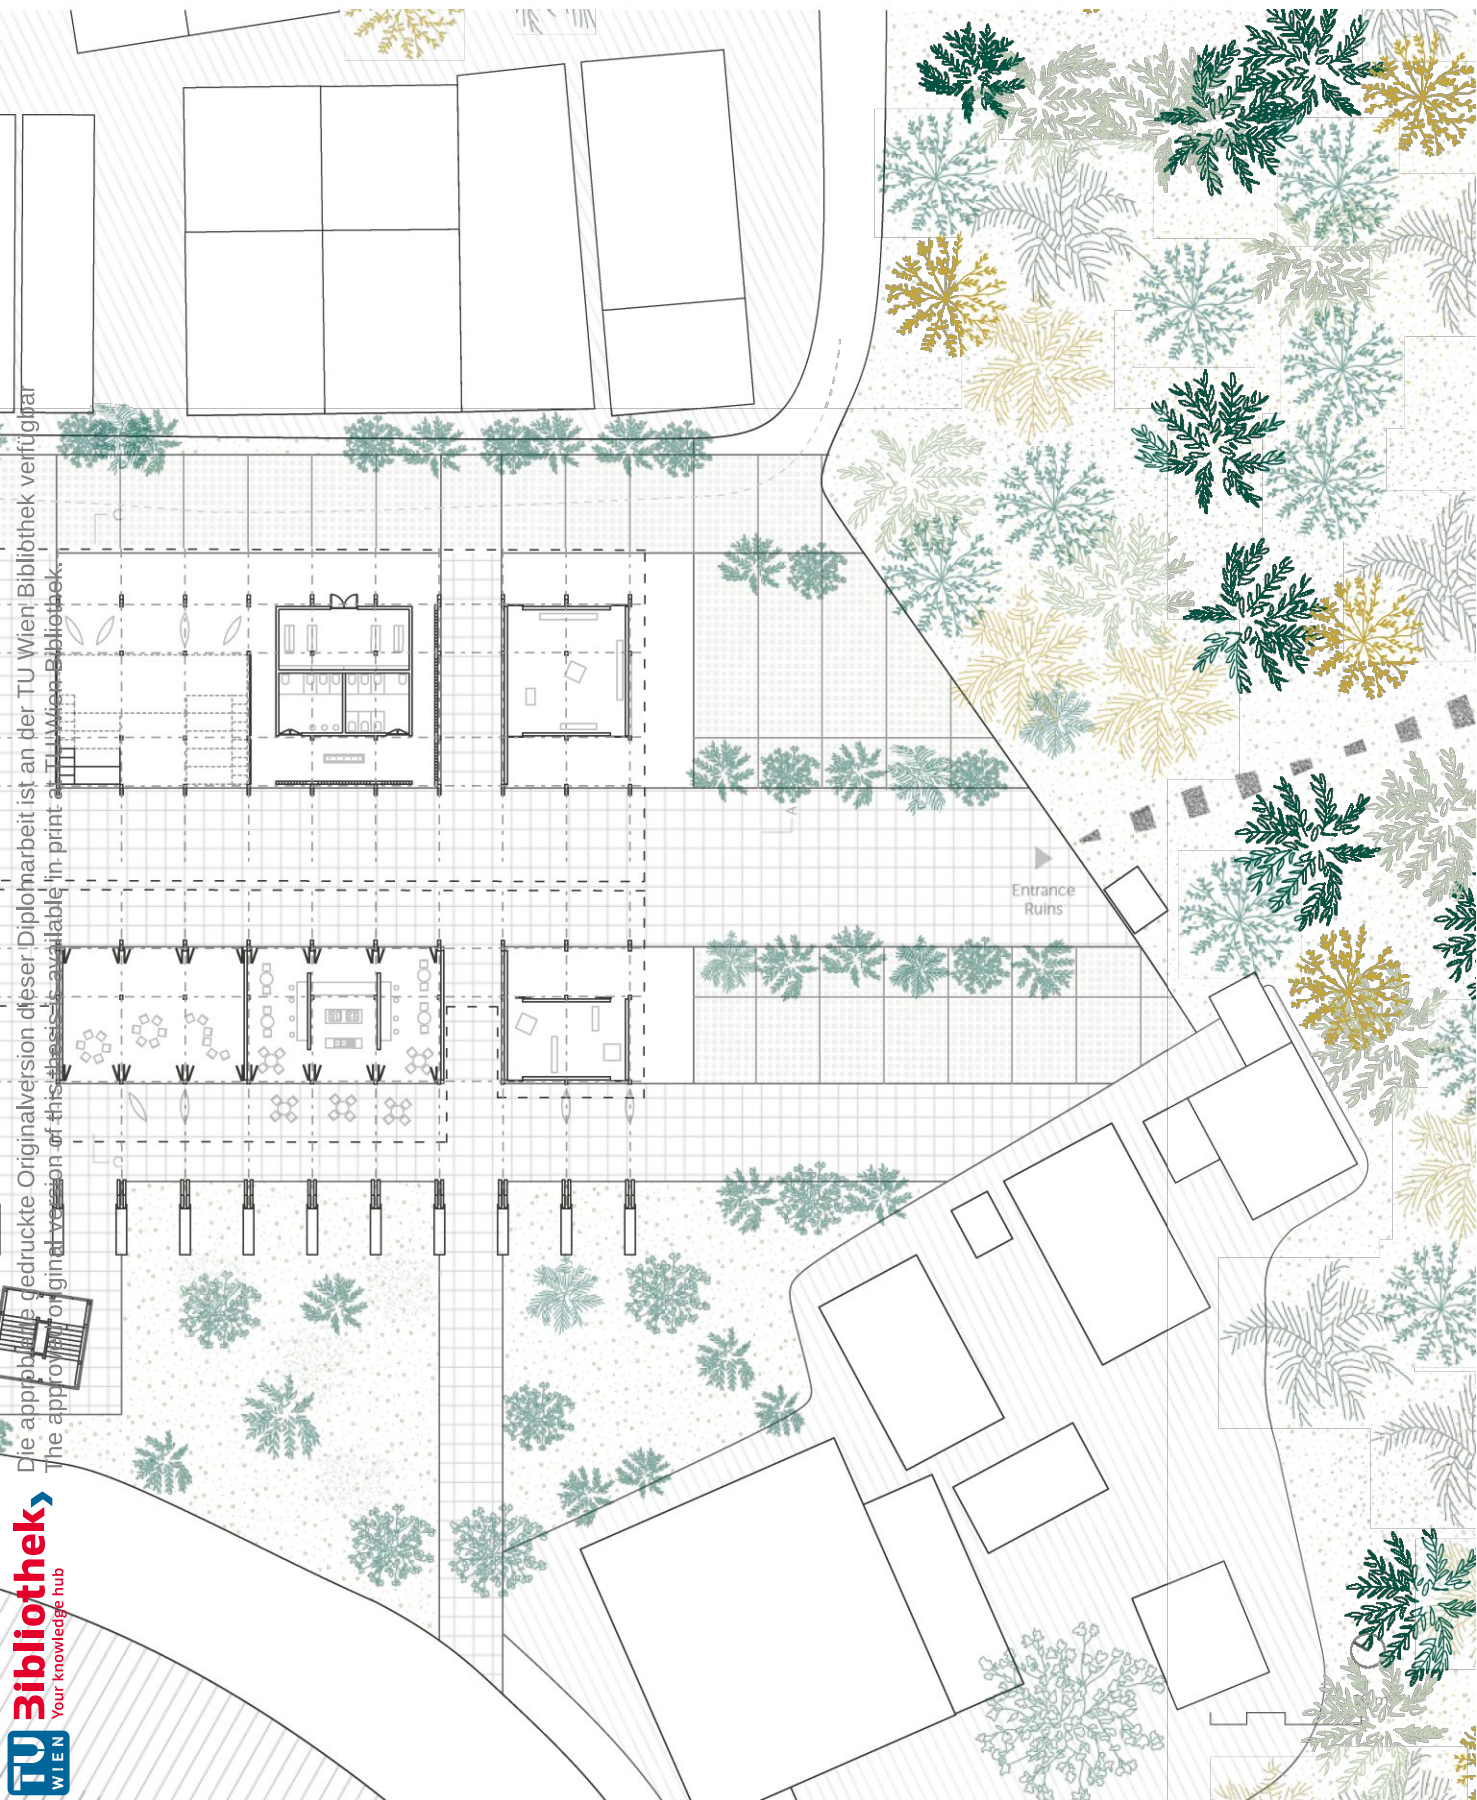 Die approbierte gedruckte Originalversion dieser Diplomarbeit ist an der TU Wien Bibliothek verfügbar
The approved original version of this thesis is available in print at TU Wien Bibliothek.
TU Bibliothek
WIEN Your knowledge hub
C
A
Entrance
Ruins
C